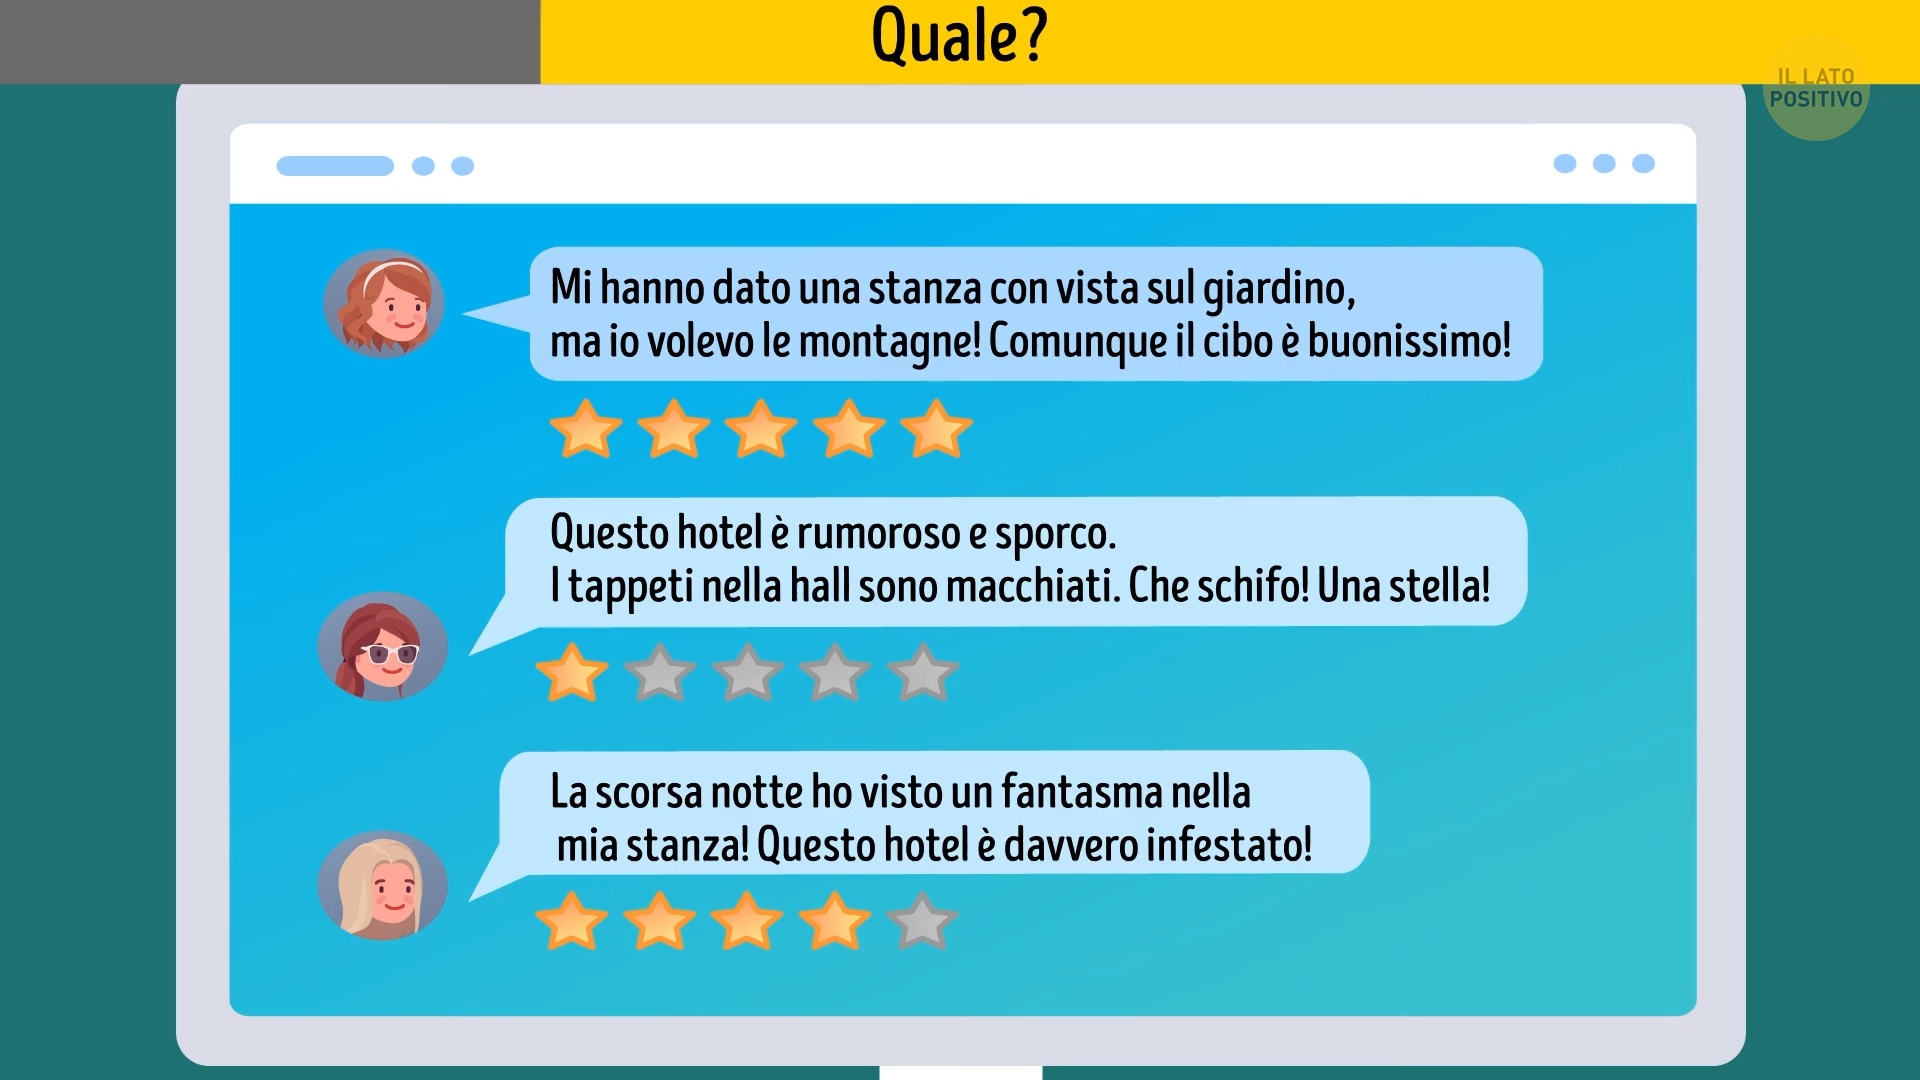 Quale?
IL LATO
POSITIVO
Mi hanno dato una stanza con vista sul giardino,
ma io volevo le montagne! Comunque il cibo è buonissimo!
Questo hotel è rumoroso e sporco.
I tappeti nella hall sono macchiati. Che schifo! Una stella!
La scorsa notte ho visto un fantasma nella
mia stanza! Questo hotel è davvero infestato!